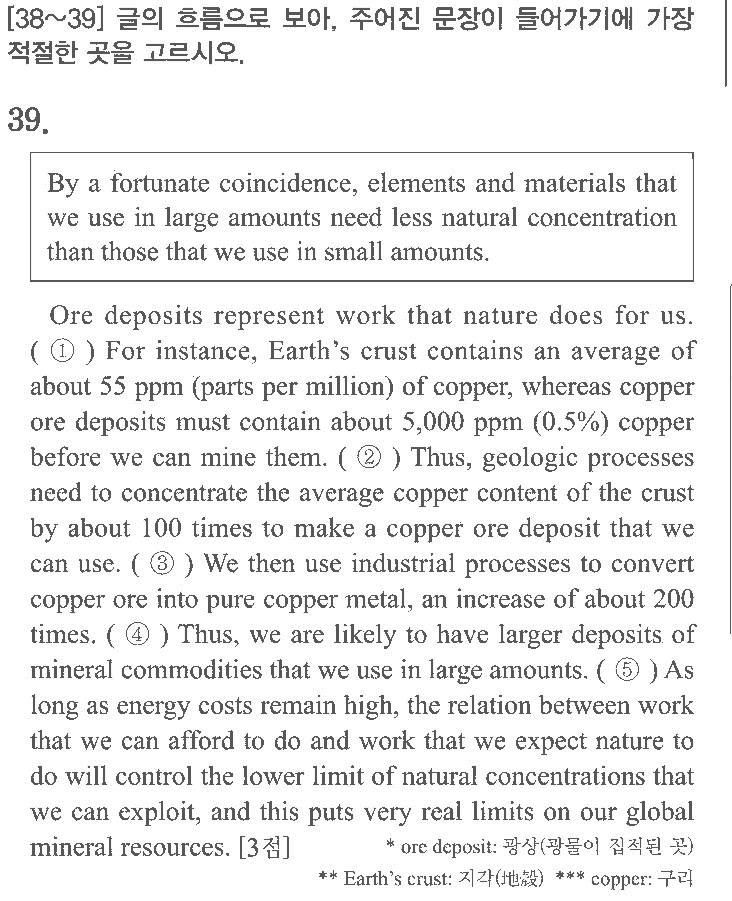 [38～39] 글의 흐름으로 보아, 주어진 문장이 들어가기에 가장
적절한 곳을 고르시오.
39.
By a fortunate coincidence, elements and materials that
we use in large amounts need less natural concentration
than those that we use in small amounts.
Ore deposits represent work that nature does for us.
( ① ) For instance, Earth's crust contains an average of
about 55 ppm (parts per million) of copper, whereas copper
ore deposits must contain about 5,000 ppm (0.5%) copper
before we can mine them. ( ② ) Thus, geologic processes
need to concentrate the average copper content of the crust
by about 100 times to make a copper ore deposit that we
can use. ( ③ ) We then use industrial processes to convert
copper ore into pure copper metal, an increase of about 200
times. ( ④ ) Thus, we are likely to have larger deposits of
mineral commodities that we use in large amounts. ( ⑤ ) As
long as energy costs remain high, the relation between work
that we can afford to do and work that we expect nature to
do will control the lower limit of natural concentrations that
we can exploit, and this puts very real limits on our global
mineral resources. [3점]
* ore deposit: 광상(광물이 집적된 곳)
** Earth's crust: 지각(地殼) *** copper: 구리